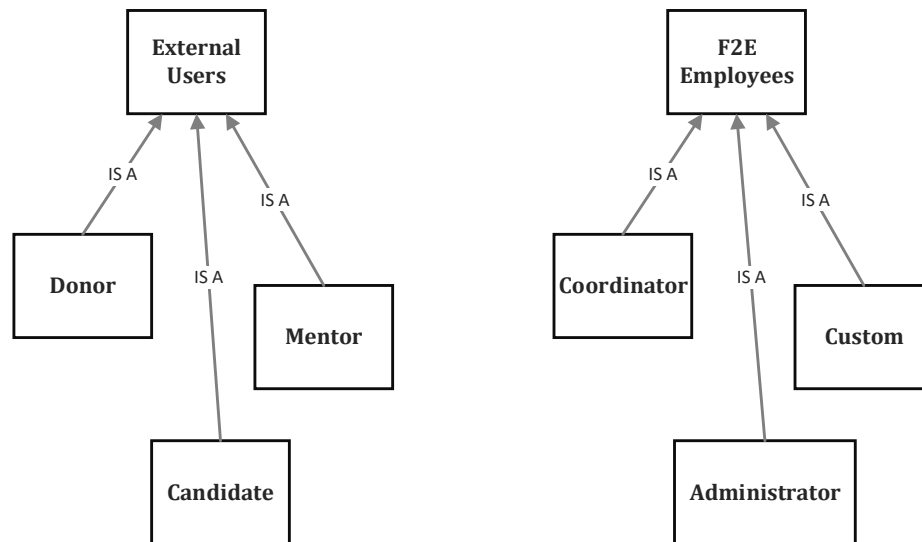 External
Users
F2E
Employees
IS A
IS A
IS A
IS A
IS A
IS A
Donor
Mentor
Coordinator
Custom
Candidate
Administrator